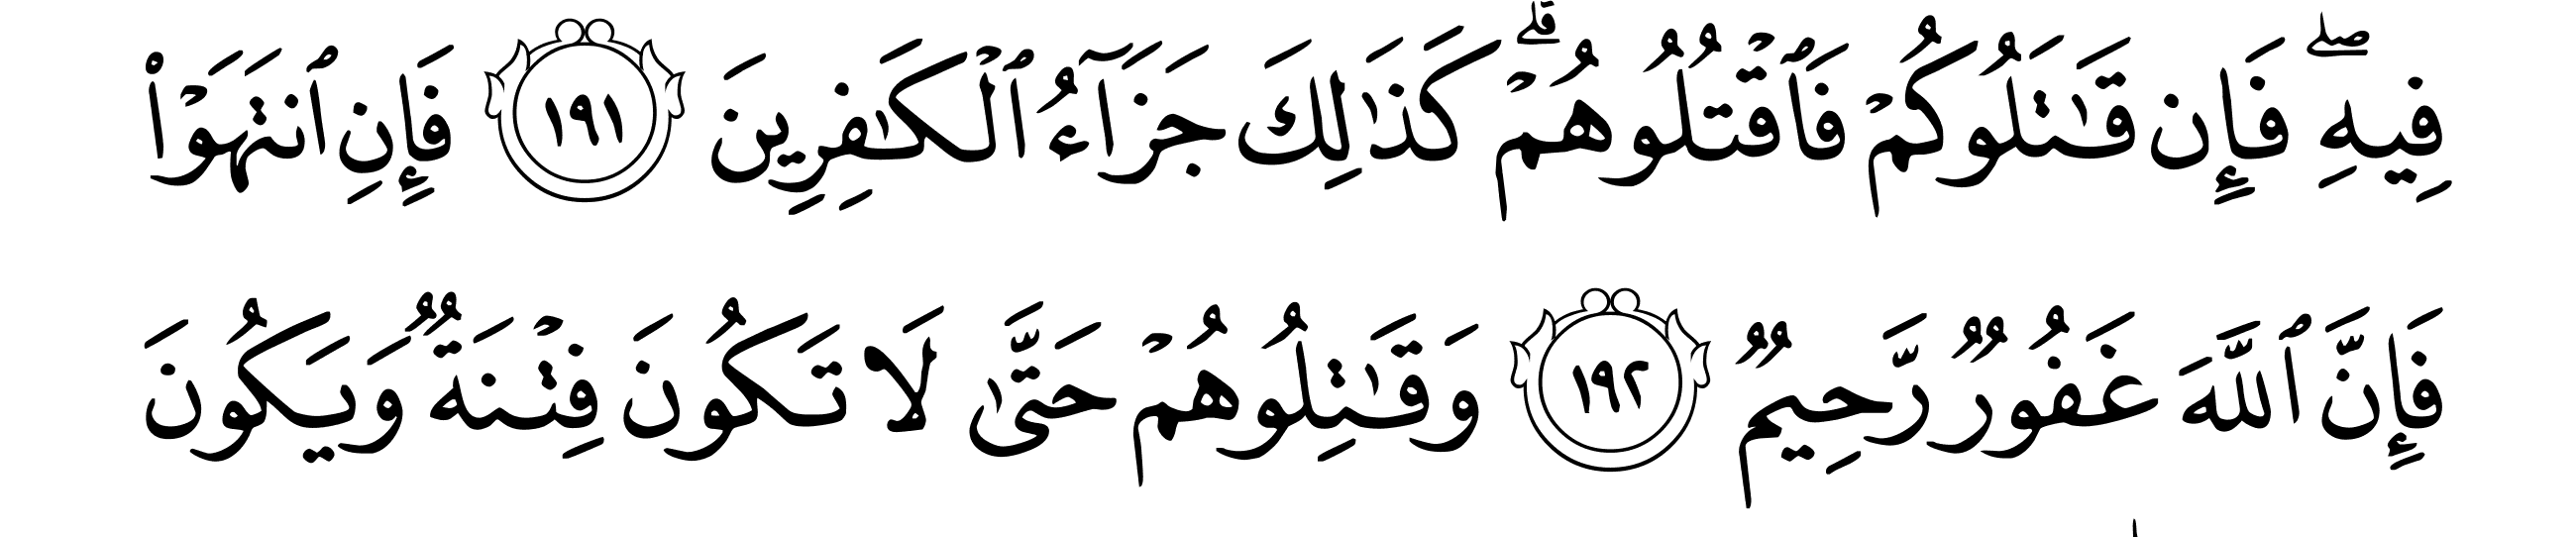 فِيهِۖ فَإِن قَٰتَلُوكُمْ فَٱقْتُلُوهُمْۗ كَذَٰلِكَ جَزَآءُ ٱلْكَٰفِرِينَ ١٩١ فَإِنِ ٱنتَهَوْا۟
فَإِنَّ ٱللَّهَ غَفُورٌ رَّحِيمٌ ١٩٢ وَقَٰتِلُوهُمْ حَتَّىٰ لَا تَكُونَ فِتْنَةٌ وَيَكُونَ